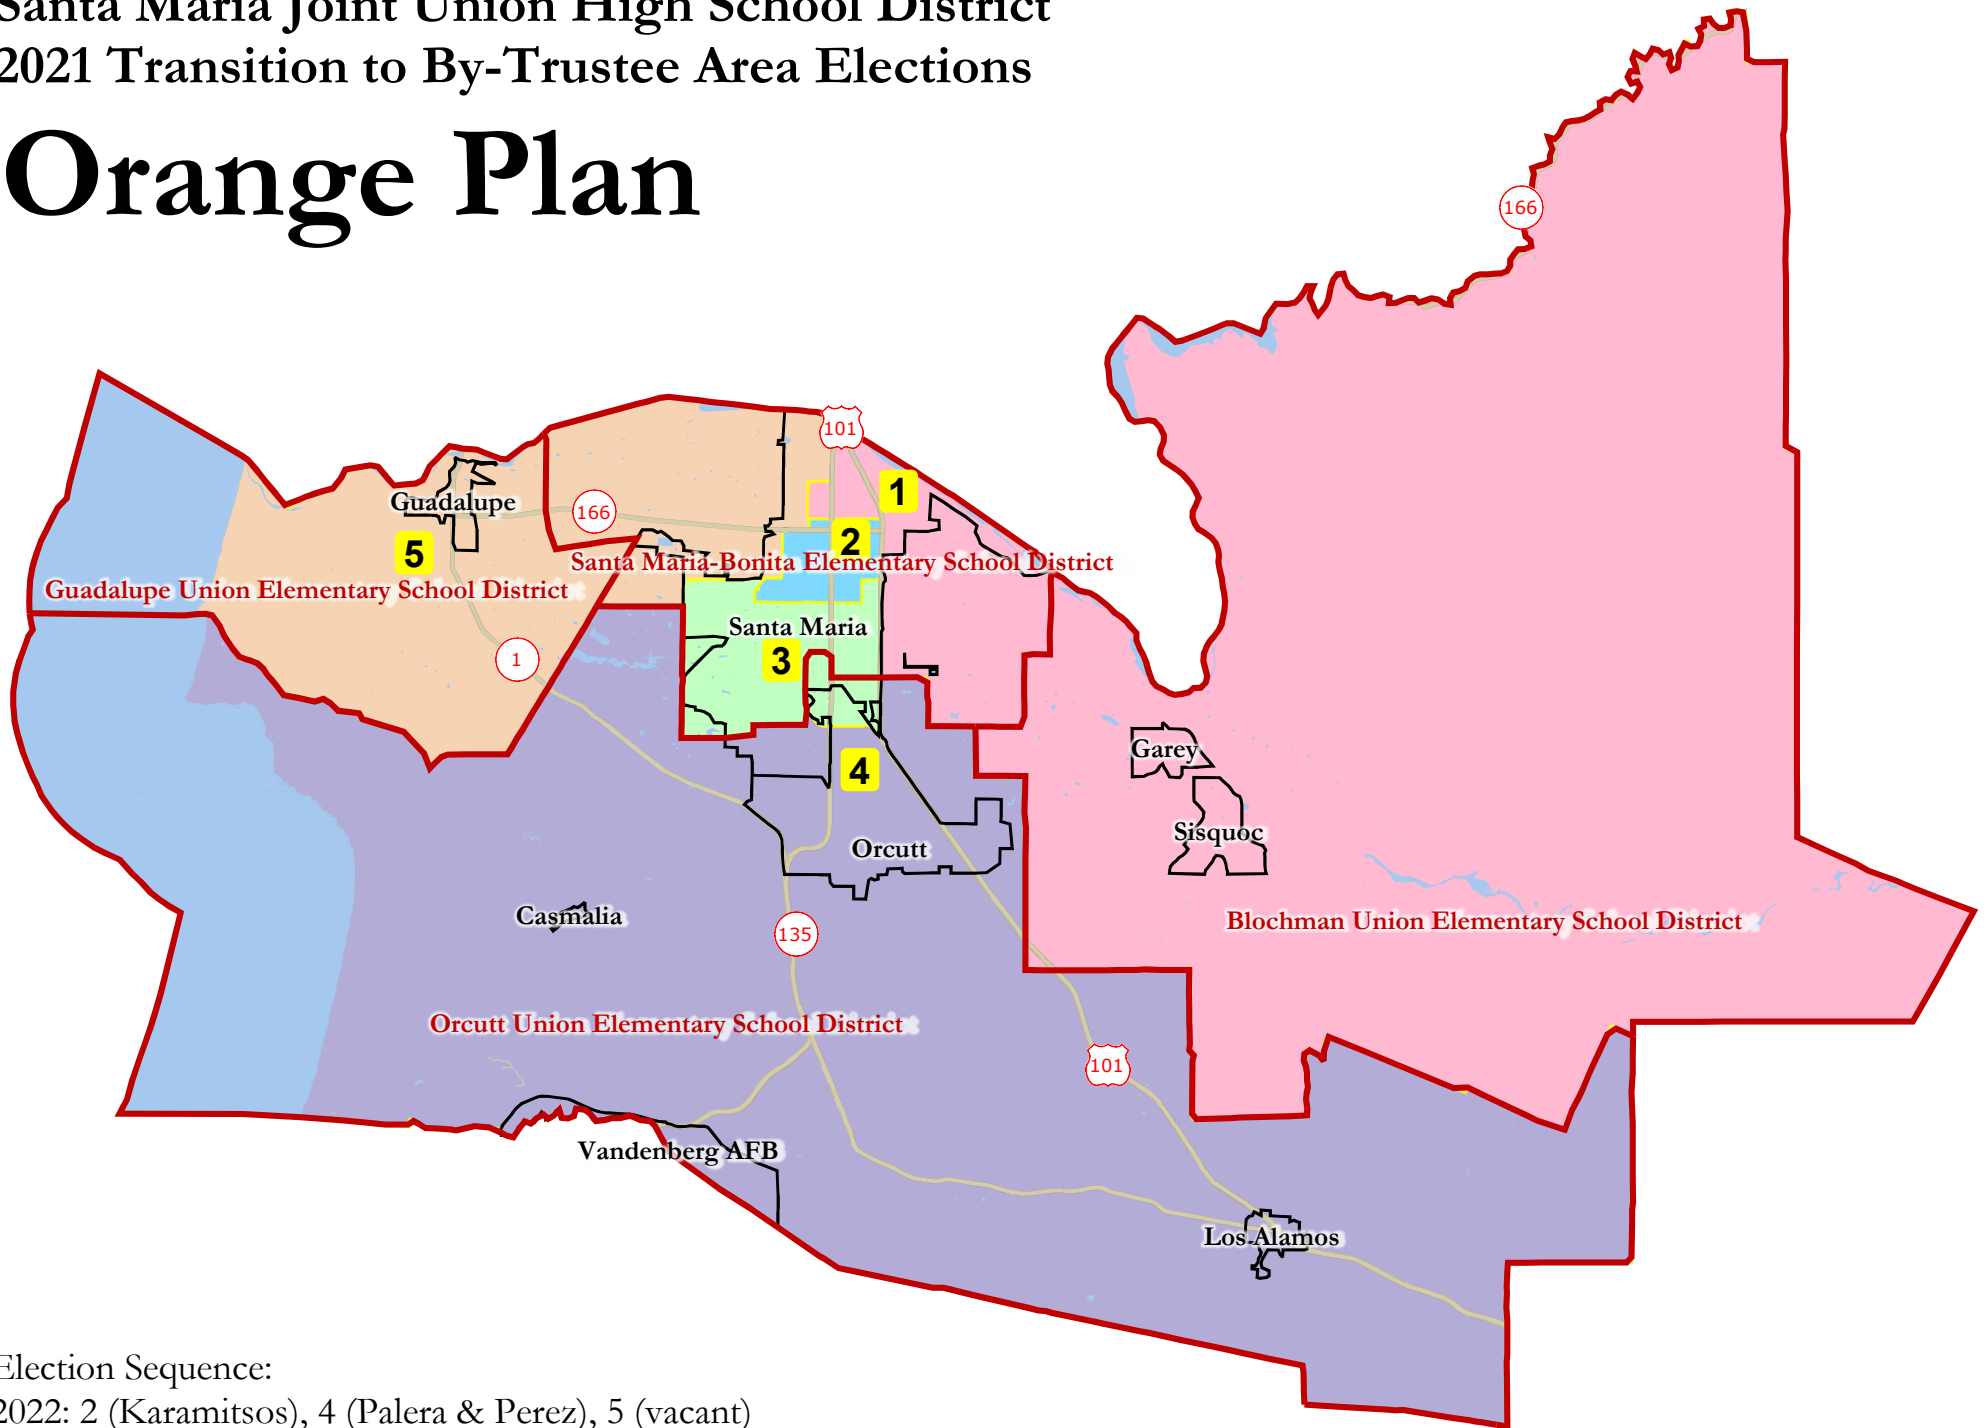 Santa Maria Joint Union High School District
2021 Transition to By-Trustee Area Elections
Orange Plan
166
101
1
Guadalupe
166
2
5
Santa Maria-Bonita Elementary School District
Guadalupe Union Elementary School District
Santa Maria
3
1
Garey
4
Sisquoc
Orcutt
Casmalia
Blochman Union Elementary School District
135
Orcutt Union Elementary School District
101
Vandenberg AFB
Los Alamos
Election Sequence:
2022: 2 (Karamitsos), 4 (Palera & Perez), 5 (vacant)